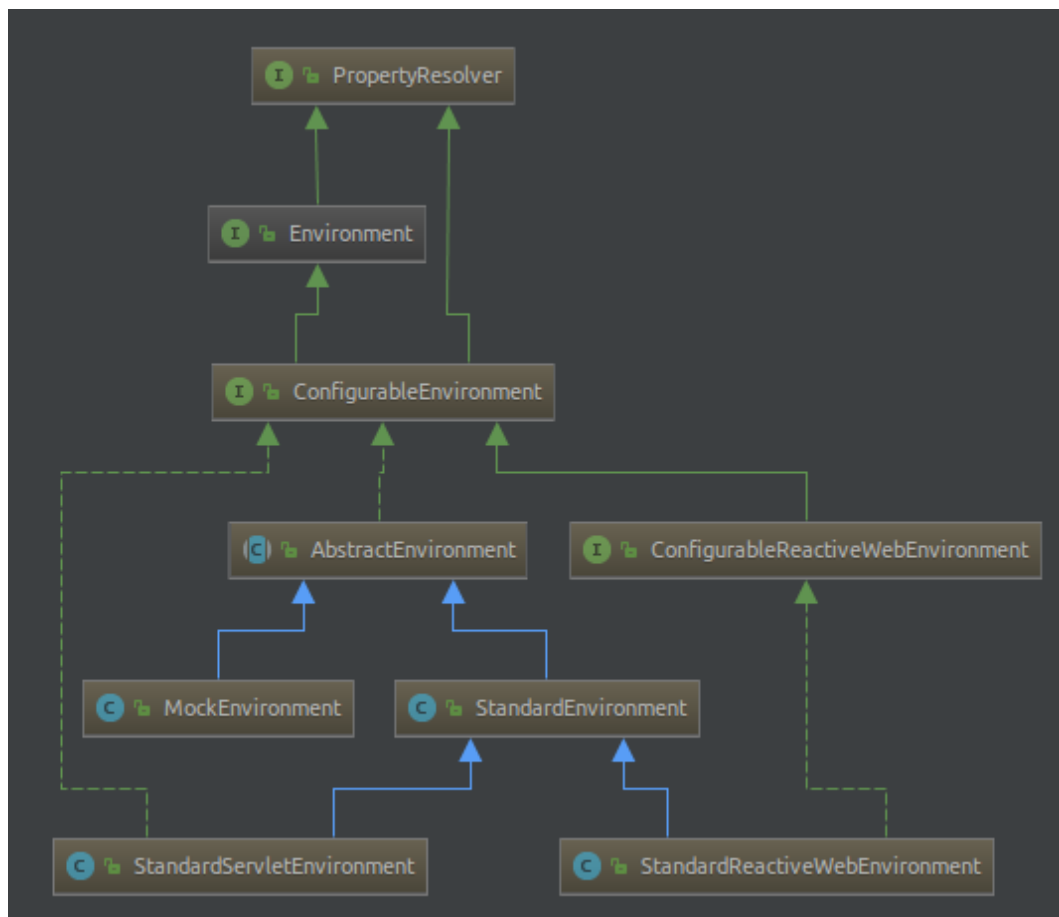 I PropertyResolver
I Environment
I ConfigurableEnvironment
C AbstractEnvironment
I ConfigurableReactiveWebEnvironment
C MockEnvironment
C StandardEnvironment
C StandardServletEnvironment
C StandardReactiveWebEnvironment